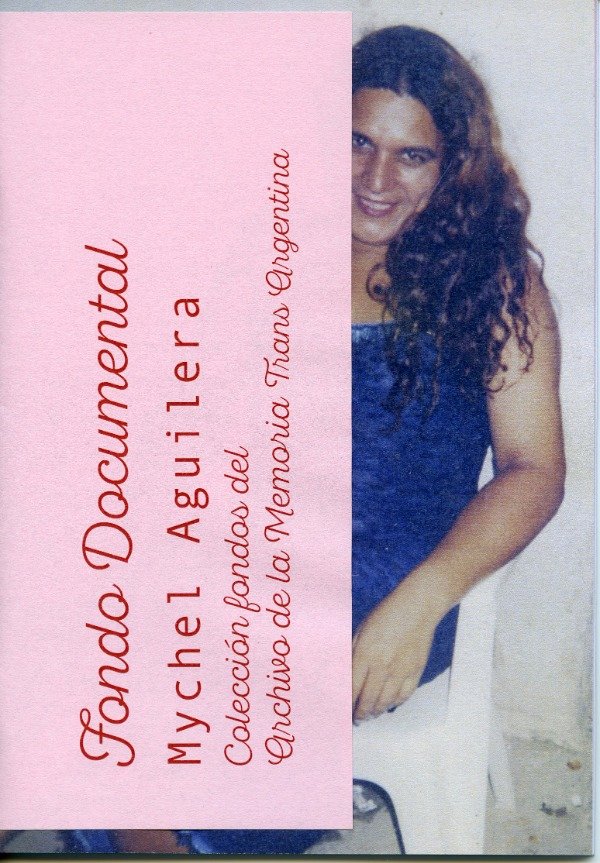 Fondo Documental
Mychel Aguilera
Colección fondos del
Archivo de la Memoria Trans Argentina